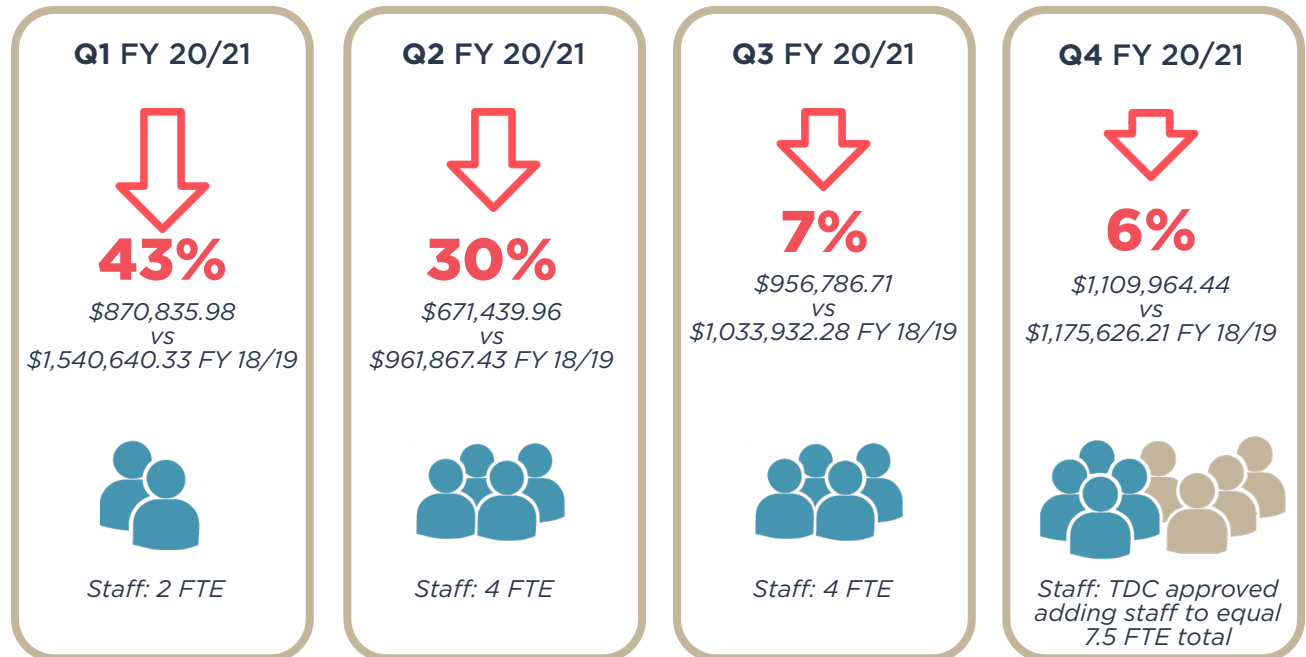 Q1 FY 20/21
43%
$870,835.98
vs
$1,540,640.33 FY 18/19
Staff: 2 FTE
Q2 FY 20/21
30%
$671,439.96
vs
$961,867.43 FY 18/19
Staff: 4 FTE
Q3 FY 20/21
7%
$956,786.71
vs
$1,033,932.28 FY 18/19
Staff: 4 FTE
Q4 FY 20/21
6%
$1,109,964.44
vs
$1,175,626.21 FY 18/19
Staff: TDC approved
adding staff to equal
7.5 FTE total